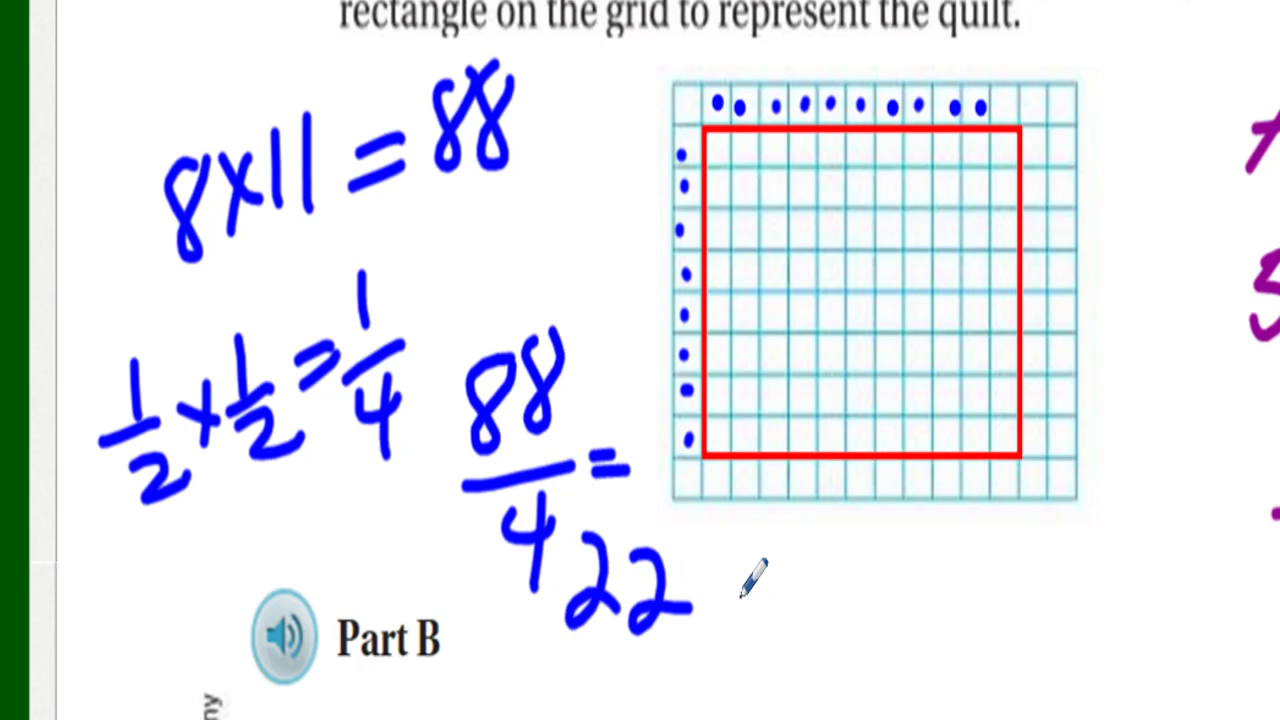 rectangle on the grid to represent the quilt.
8x11 = 88
1/2 x 1/2 = 1/4
88/4 =
22
Part B
ny